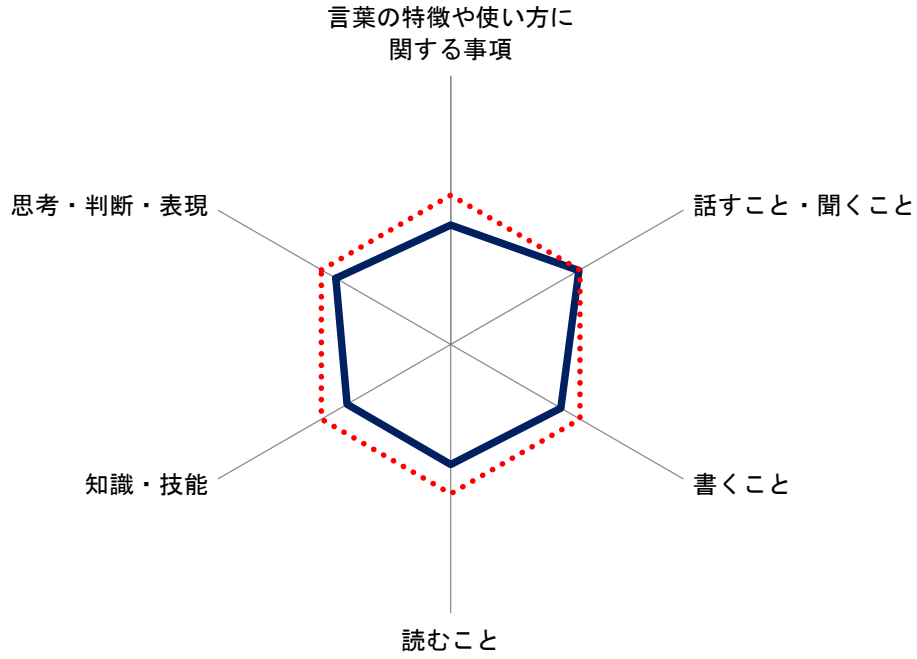 言葉の特徴や使い方に
関する事項
思考・判断・表現
話すこと・聞くこと
知識・技能
書くこと
読むこと